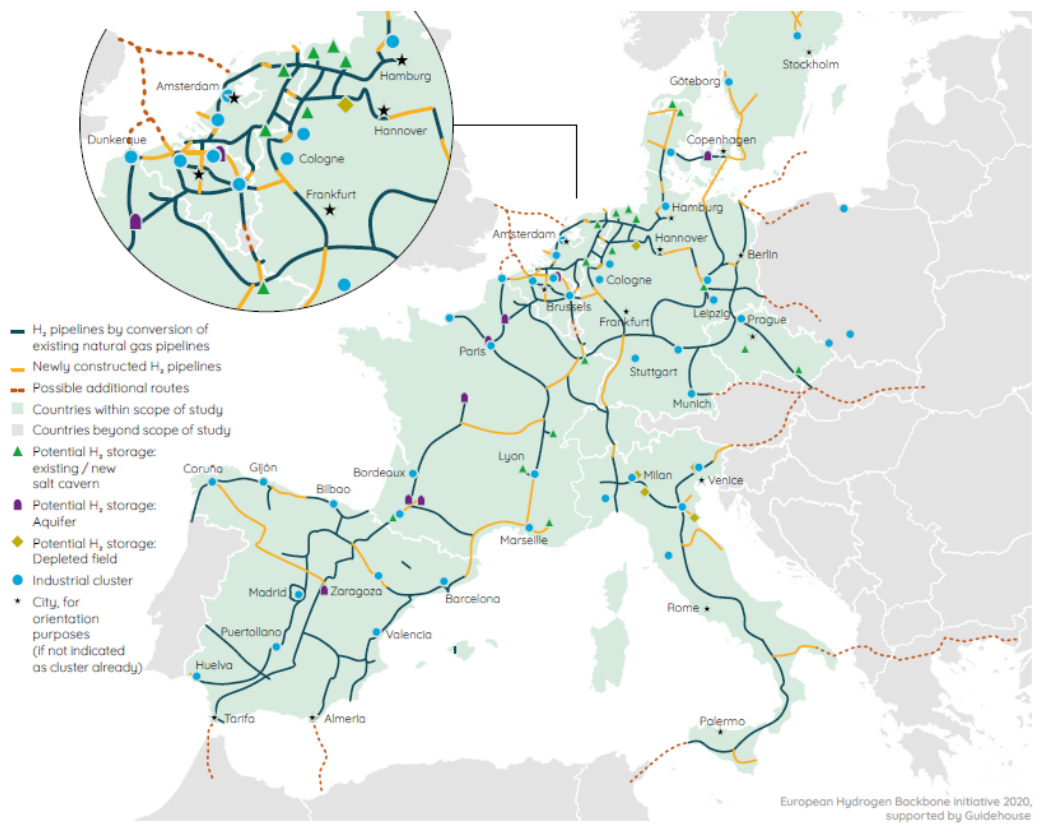 Amsterdam
Hamburg
Dunkerque
Hannover
Cologne
Frankfurt
Stockholm
Göteborg
Copenhagen
Hamburg
Amsterdam
Hannover
Berlin
Cologne
Brussels
Leipzig
Frankfurt
Prague
Paris
Stuttgart
Munich
H₂ pipelines by conversion of
existing natural gas pipelines
Newly constructed H₂ pipelines
Possible additional routes
Countries within scope of study
Countries beyond scope of study
Potential H₂ storage:
existing / new
salt cavern
Potential H₂ storage:
Aquifer
Potential H₂ storage:
Depleted field
Industrial cluster
City, for
orientation
purposes
(if not indicated
as cluster already)
Coruña
Gijón
Bilbao
Bordeaux
Lyon
Milan
Venice
Marseille
Madrid
Zaragoza
Barcelona
Puertollano
Valencia
Huelva
Rome
Tarifa
Almeria
Palermo
European Hydrogen Backbone initiative 2020,
supported by Guidehouse